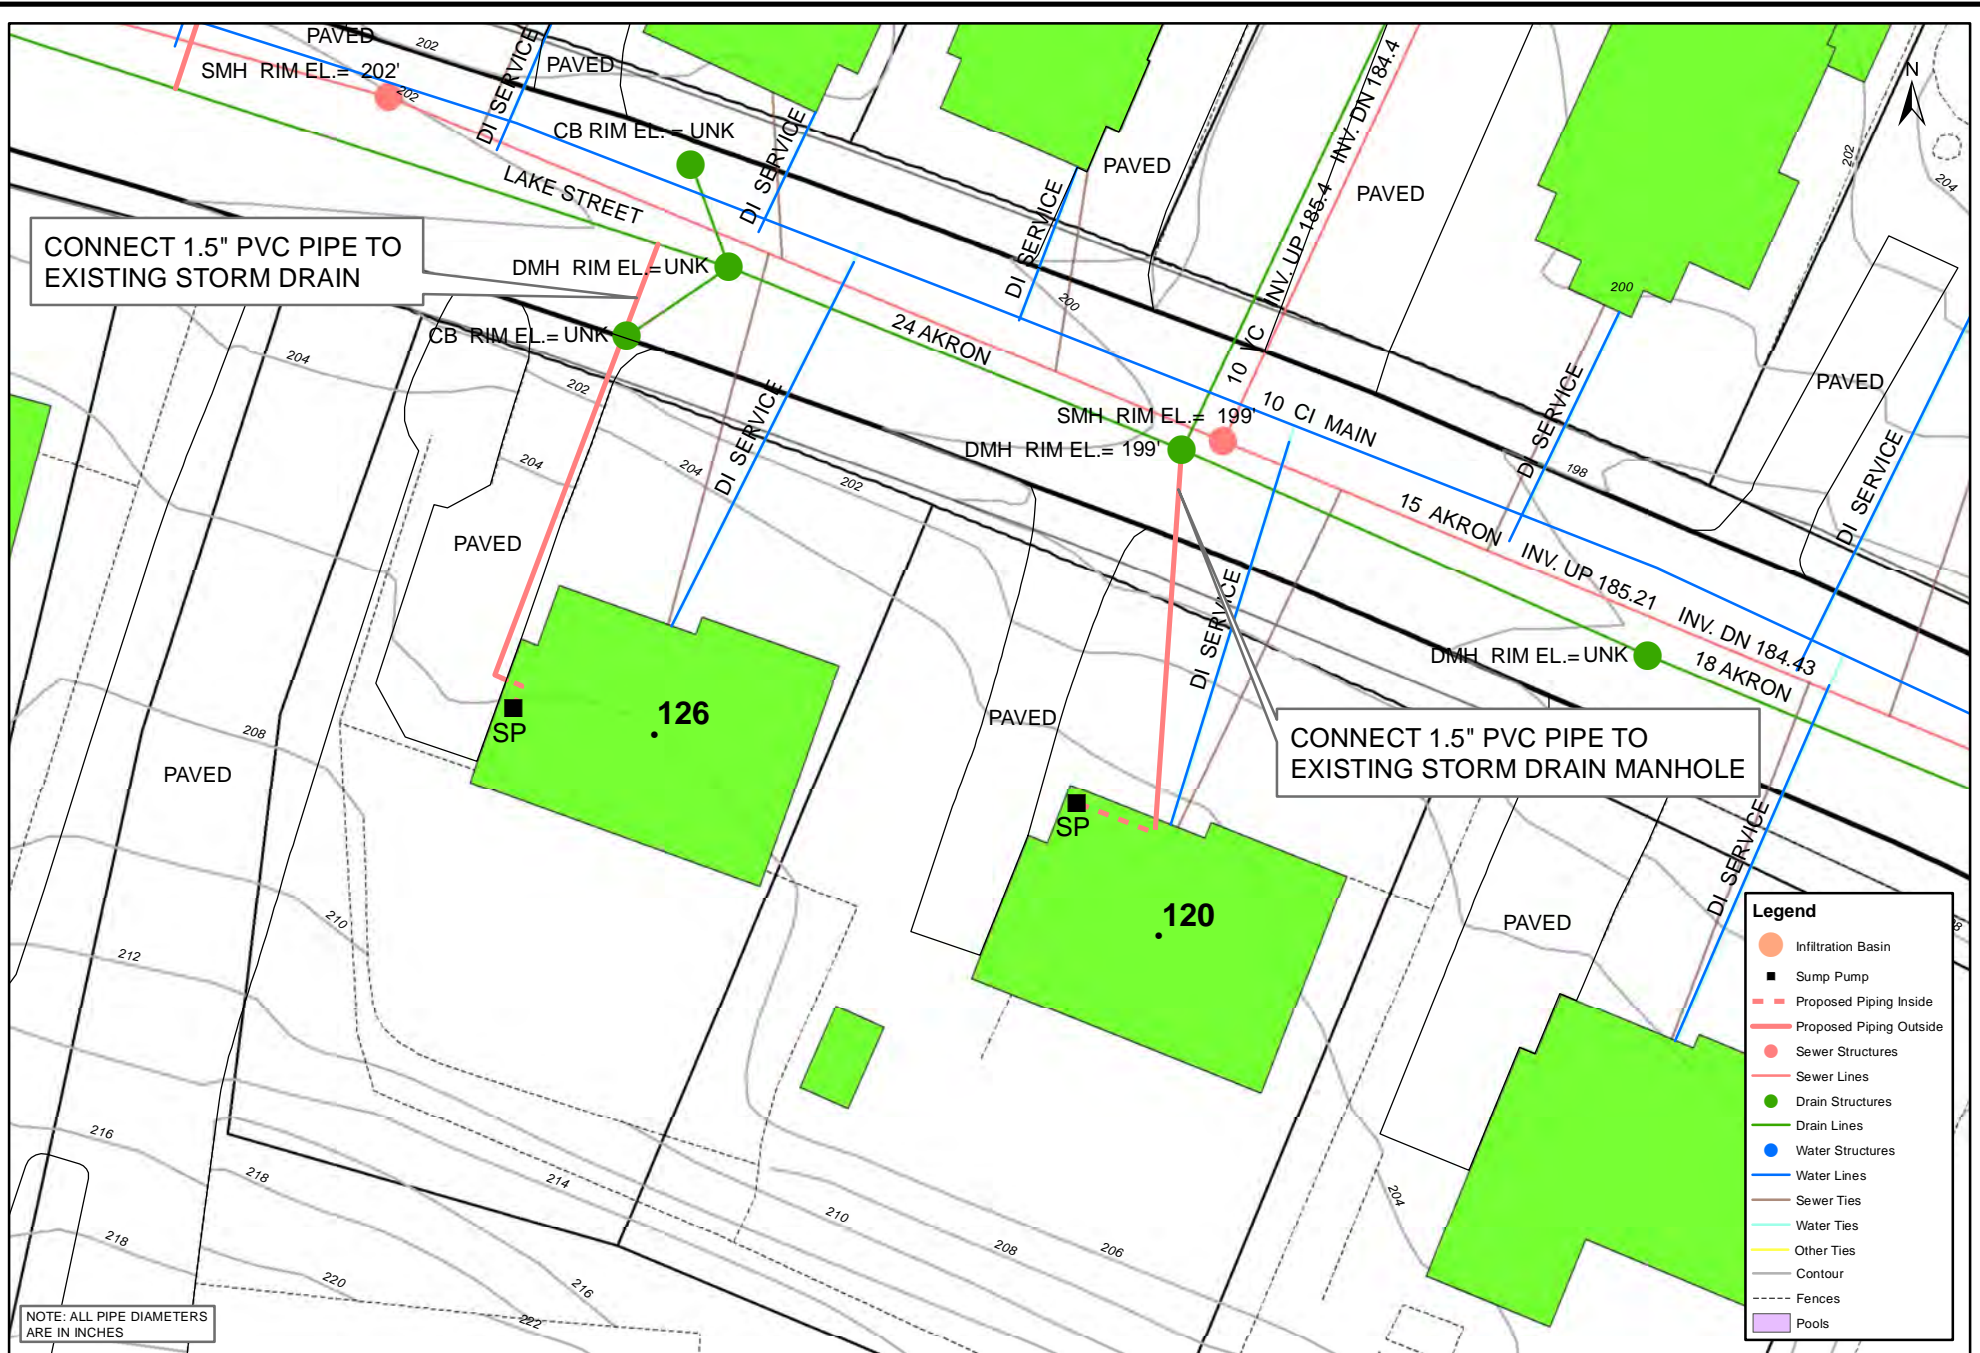 PAVED
202
SMH RIM EL.= 202'
202
DI SERVICE
PAVED
CB RIM EL. = UNK
DI SERVICE
LAKE STREET
CONNECT 1.5" PVC PIPE TO
EXISTING STORM DRAIN
DMH RIM EL.= UNK
CB RIM EL.= UNK
DI SERVICE
PAVED
200
24 AKRON
10 VC INV. UP 185.4 INV. DN 184.4
PAVED
N
202
204
200
PAVED
204
202
204
204
202
DI SERVICE
SMH RIM EL.= 199'
DMH RIM EL.= 199'
10 CI MAIN
DI SERVICE
198
DI SERVICE
15 AKRON INV. UP 185.21 INV. DN 184.43
PAVED
DI SERVICE
DMH RIM EL.= UNK
18 AKRON
126
SP
PAVED
CONNECT 1.5" PVC PIPE TO
EXISTING STORM DRAIN MANHOLE
208
PAVED
SP
120
DI SERVICE
PAVED
210
212
216
218
218
220
214
216
222
210
208
206
204
Legend
Infiltration Basin
Sump Pump
Proposed Piping Inside
Proposed Piping Outside
Sewer Structures
Sewer Lines
Drain Structures
Drain Lines
Water Structures
Water Lines
Sewer Ties
Water Ties
Other Ties
Contour
Fences
Pools
NOTE: ALL PIPE DIAMETERS
ARE IN INCHES